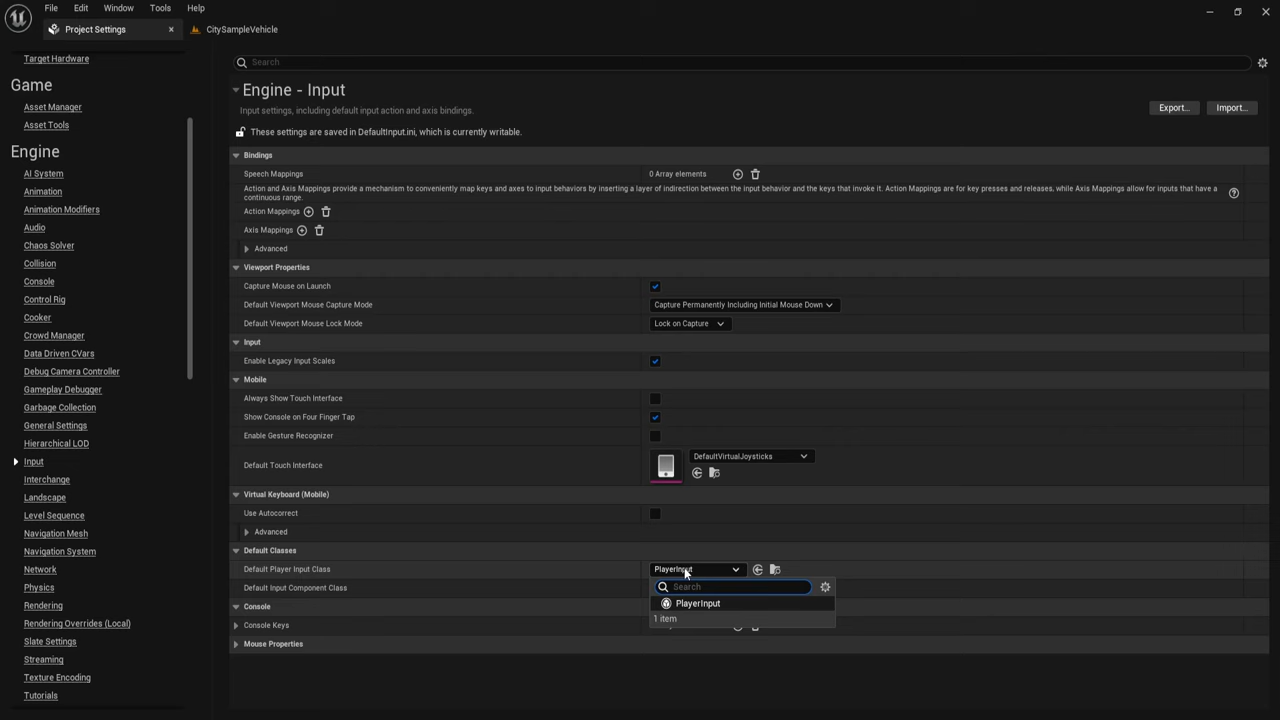 File Edit Window Tools Help
Project Settings CitySampleVehicle
Target Hardware
Game
Asset Manager
Asset Tools
Engine
AI System
Animation
Animation Modifiers
Audio
Chaos Solver
Collision
Console
Control Rig
Cooker
Crowd Manager
Data Driven CVars
Debug Camera Controller
Gameplay Debugger
Garbage Collection
General Settings
Hierarchical LOD
Input
Interchange
Landscape
Level Sequence
Navigation Mesh
Navigation System
Network
Physics
Rendering
Rendering Overrides (Local)
Slate Settings
Streaming
Texture Encoding
Tutorials
Search
Engine - Input
Input settings, including default input action and axis bindings.
Export... Import...
These settings are saved in DefaultInput.ini, which is currently writable.
Bindings
Speech Mappings 0 Array elements
Action and Axis Mappings provide a mechanism to conveniently map keys and axes to input behaviors by inserting a layer of indirection between the input behavior and the keys that invoke it. Action Mappings are for key presses and releases, while Axis Mappings allow for inputs that have a
continuous range.
Action Mappings
Axis Mappings
Advanced
Viewport Properties
Capture Mouse on Launch
Default Viewport Mouse Capture Mode Capture Permanently Including Initial Mouse Down
Default Viewport Mouse Lock Mode Lock on Capture
Input
Enable Legacy Input Scales
Mobile
Always Show Touch Interface
Show Console on Four Finger Tap
Enable Gesture Recognizer
Default Touch Interface DefaultVirtualJoysticks
Virtual Keyboard (Mobile)
Use Autocorrect
Advanced
Default Classes
Default Player Input Class PlayerInput
Default Input Component Class Search
Console PlayerInput
1 item
Console Keys
Mouse Properties